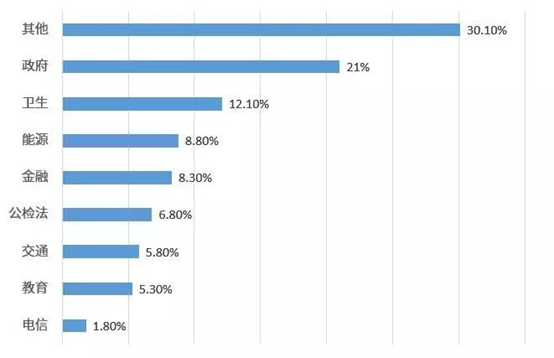 其他 30.10%
政府 21%
卫生 12.10%
能源 8.80%
金融 8.30%
公检法 6.80%
交通 5.80%
教育 5.30%
电信 1.80%